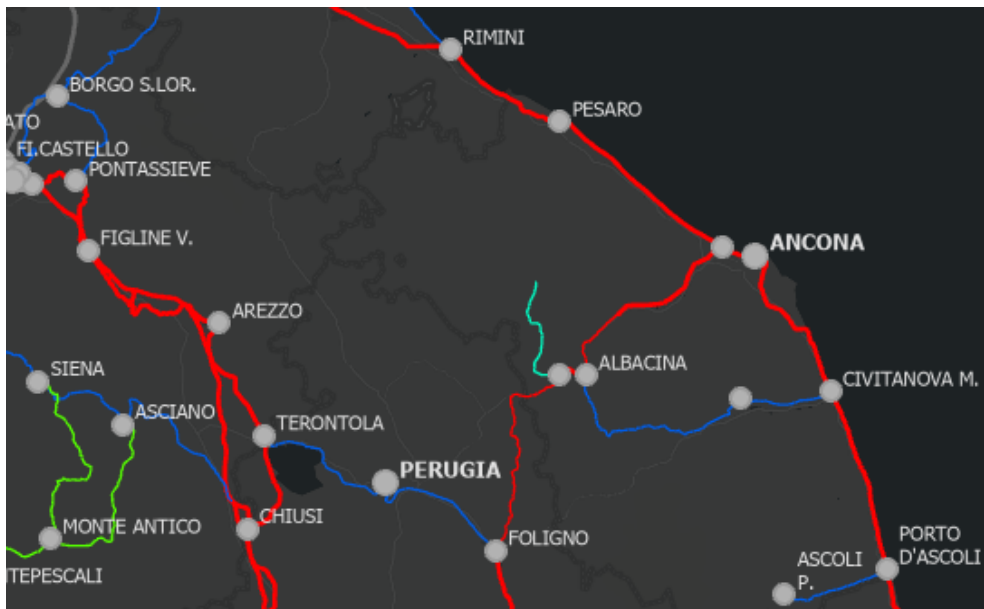 RIMINI
BORGO S.LOR.
PESARO
ATO
FI.CASTELLO
PONTASSIEVE
FIGLINE V.
ANCONA
AREZZO
SIENA
ALBACINA
CIVITANOVA M.
ASCIANO
TERONTOLA
PERUGIA
CHIUSI
MONTE ANTICO
FOLIGNO
PORTO
D'ASCOLI
ASCOLI
P.
NTEPESCALI